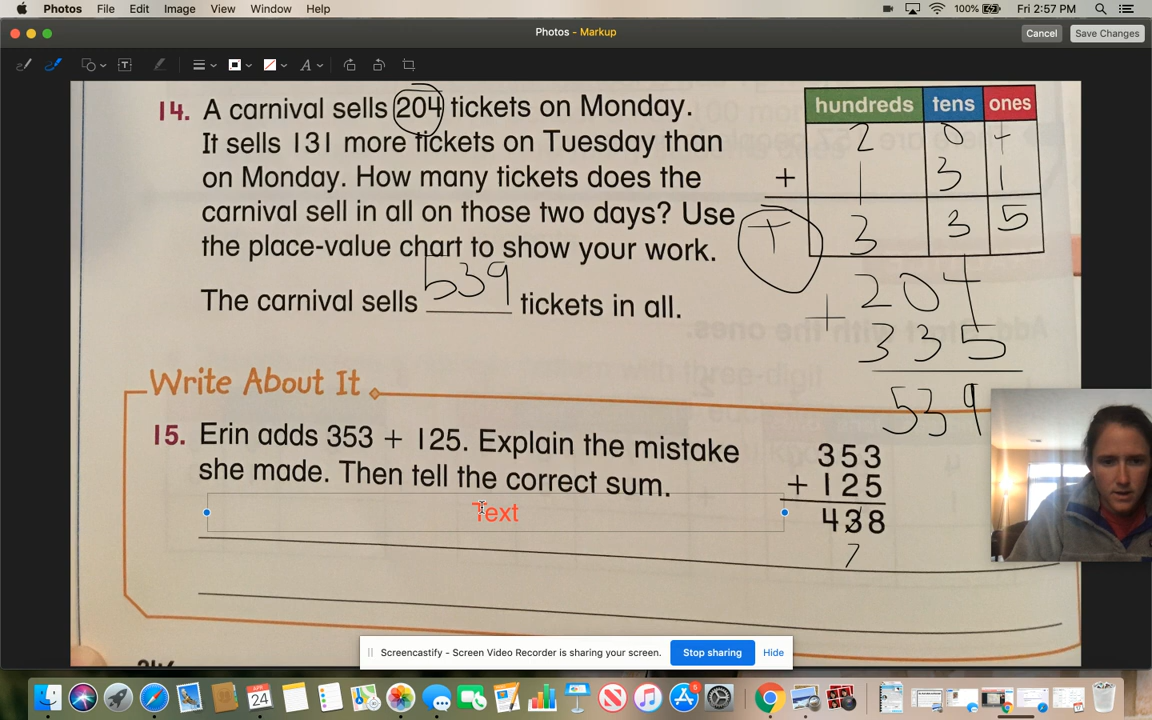 Photos File Edit Image View Window Help 100% Fri 2:57 PM
Photos - Markup Cancel Save Changes
14. A carnival sells 204 tickets on Monday.
It sells 131 more tickets on Tuesday than
on Monday. How many tickets does the
carnival sell in all on those two days? Use
the place-value chart to show your work.
The carnival sells 539 tickets in all.
hundreds tens ones
2 0 4
+ 1 3 1
+ 3 3 5
204
+ 335
539
Write About It
15. Erin adds 353 + 125. Explain the mistake
she made. Then tell the correct sum.
Text
353
+ 125
438
7
Screencastify - Screen Video Recorder is sharing your screen. Stop sharing Hide
APR 24